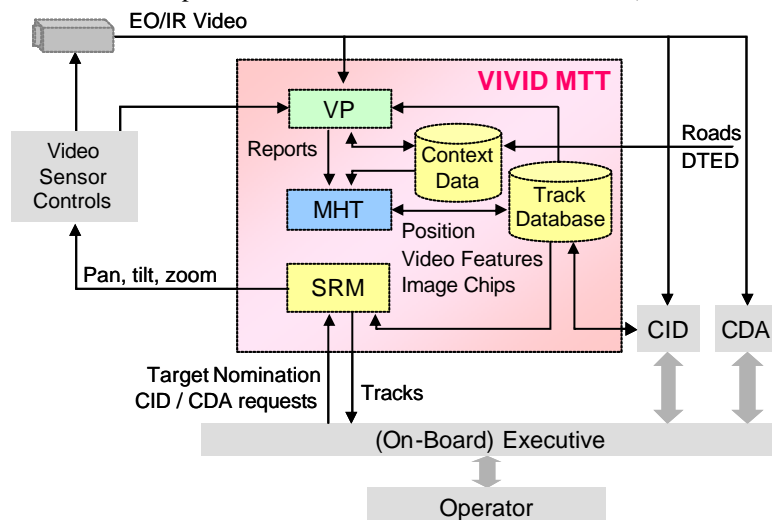 EO/IR Video
VIVID MTT
VP
Roads
DTED
Reports
Context
Data
Video
Sensor
Controls
Track
Database
MHT
Position
Video Features
Image Chips
Pan, tilt, zoom
SRM
CID
CDA
Target Nomination
CID / CDA requests
Tracks
(On-Board) Executive
Operator